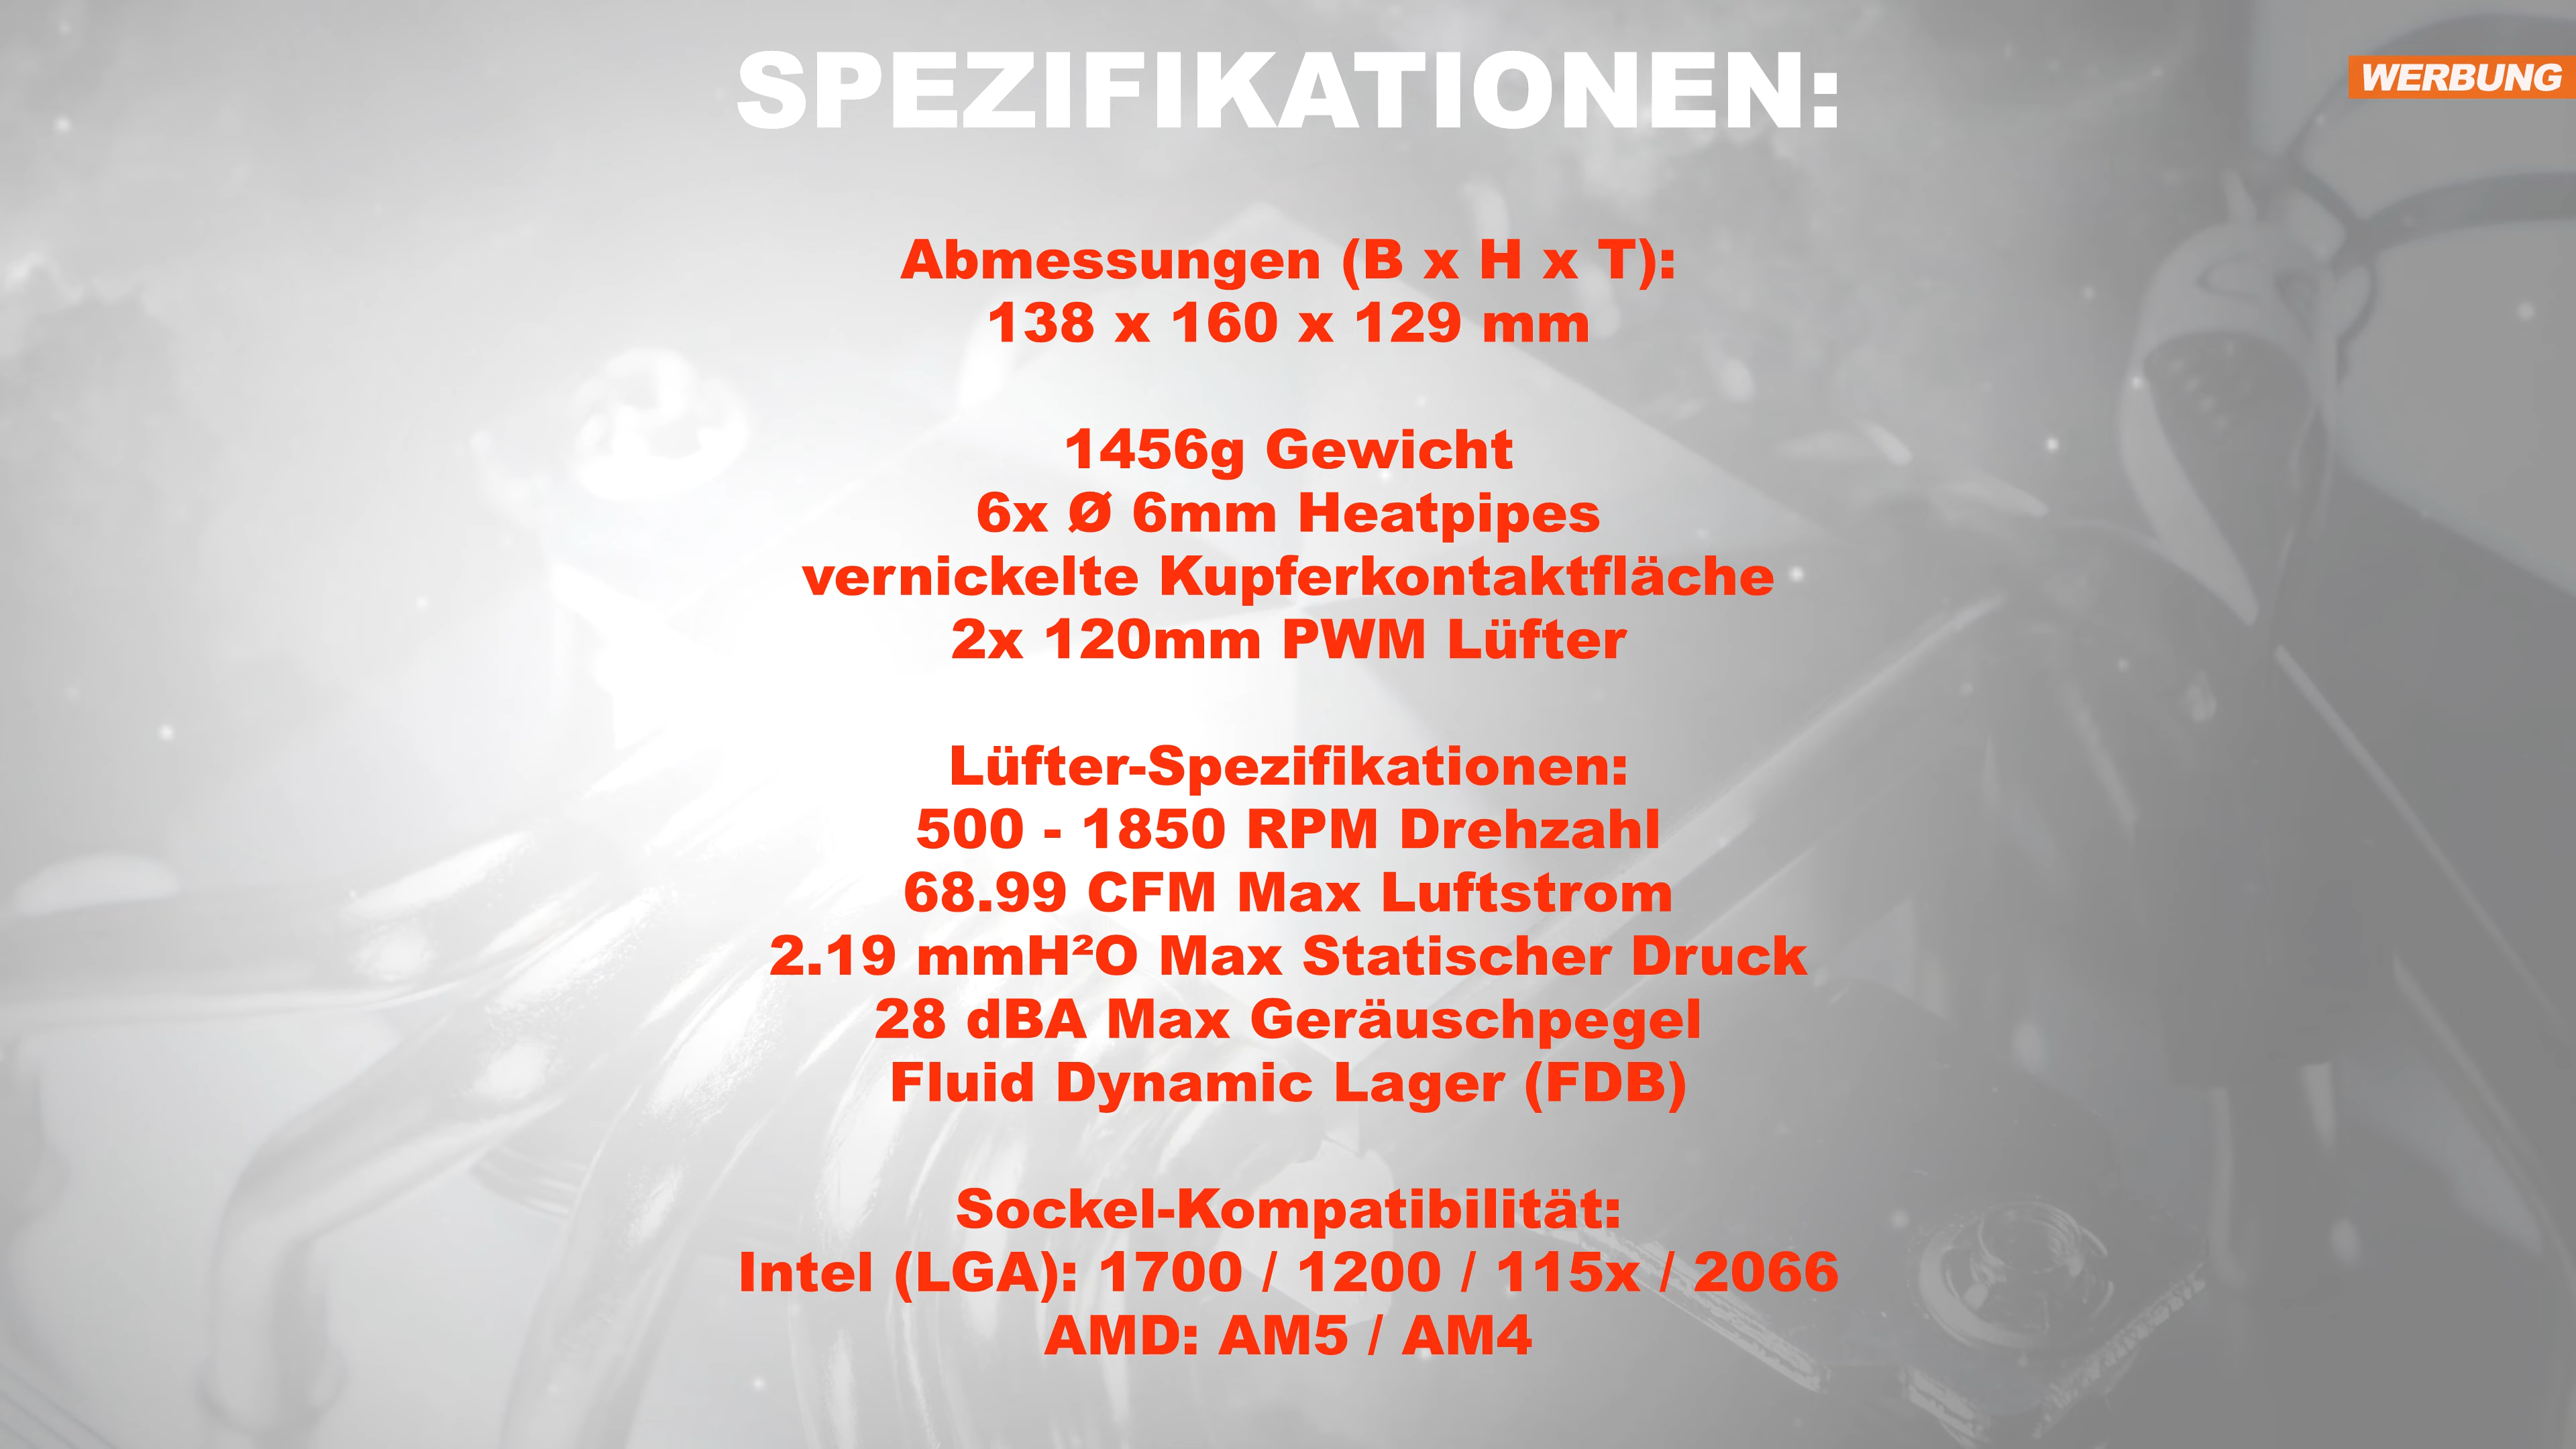 SPEZIFIKATIONEN:
WERBUNG
Abmessungen (B x H x T):
138 x 160 x 129 mm
1456g Gewicht
6x Ø 6mm Heatpipes
vernickelte Kupferkontaktfläche
2x 120mm PWM Lüfter
Lüfter-Spezifikationen:
500 - 1850 RPM Drehzahl
68.99 CFM Max Luftstrom
2.19 mmH²O Max Statischer Druck
28 dBA Max Geräuschpegel
Fluid Dynamic Lager (FDB)
Sockel-Kompatibilität:
Intel (LGA): 1700 / 1200 / 115x / 2066
AMD: AM5 / AM4